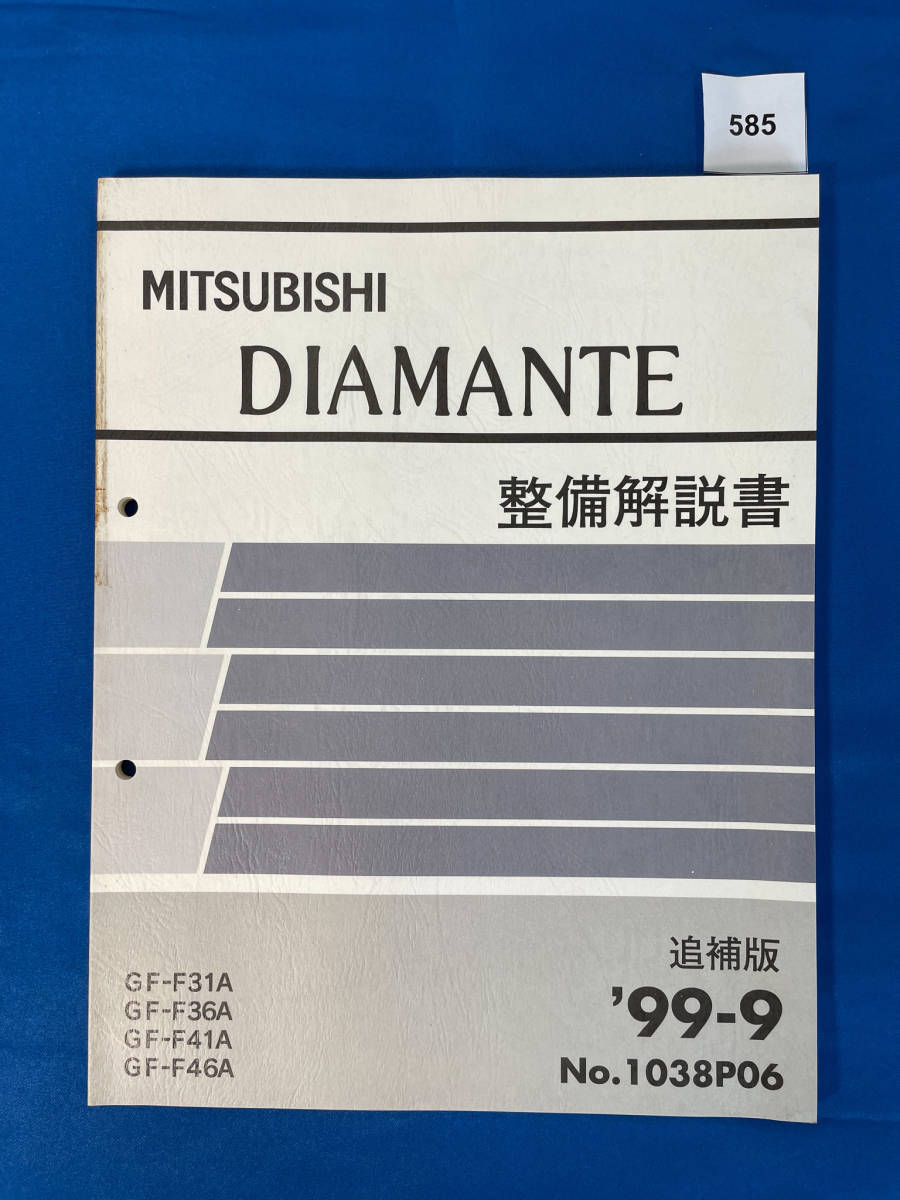 585
MITSUBISHI
DIAMANTE
整備解説書
追補版
'99-9
No.1038P06
GF-F31A
GF-F36A
GF-F41A
GF-F46A